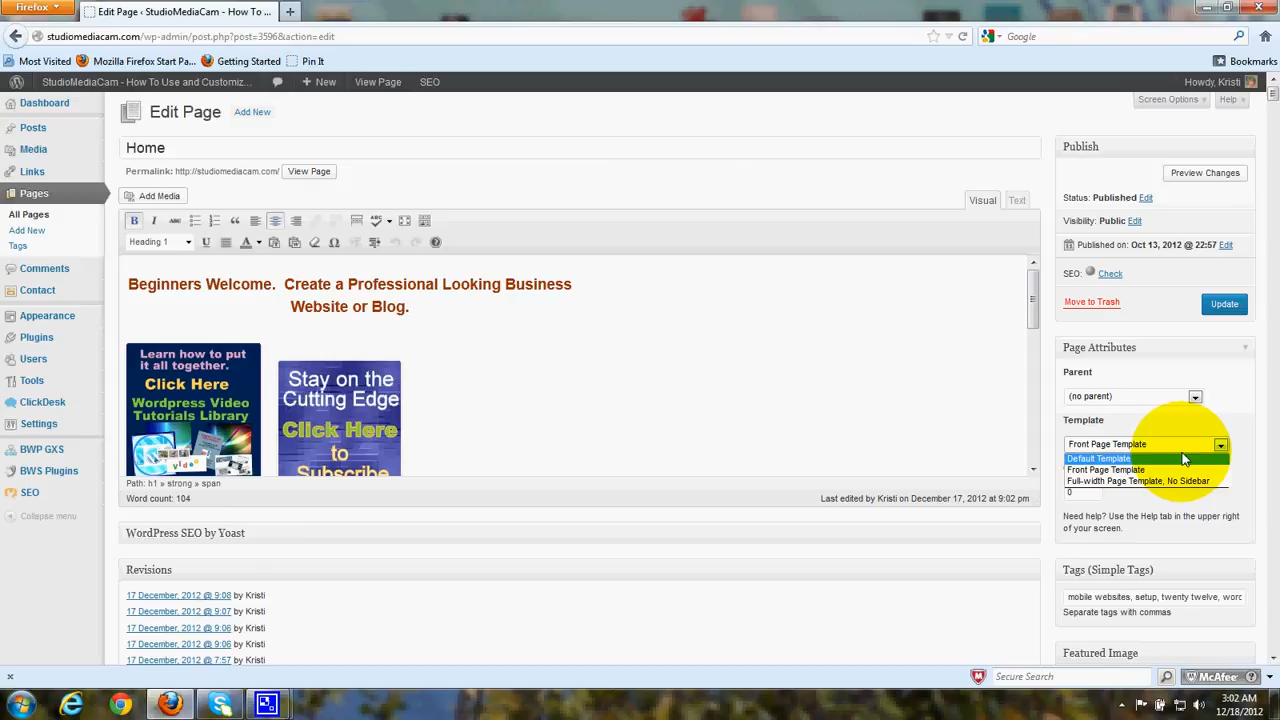 Firefox
Edit Page ‹ StudioMediaCam - How To ...
studiomediacam.com/wp-admin/post.php?post=3596&action=edit
Google
Most Visited
Mozilla Firefox Start Pa...
Getting Started
Pin It
Bookmarks
StudioMediaCam - How To Use and Customiz...
+ New
View Page
SEO
Howdy, Kristi
Dashboard
Posts
Media
Links
Pages
All Pages
Add New
Tags
Comments
Contact
Appearance
Plugins
Users
Tools
ClickDesk
Settings
BWP GXS
BWS Plugins
SEO
Collapse menu
Screen Options
Help
Edit Page
Add New
Home
Permalink: http://studiomediacam.com/
View Page
Add Media
Visual
Text
B
I
ABC
ABC
Heading 1
U
A
Ω
Beginners Welcome. Create a Professional Looking Business
Website or Blog.
Learn how to put
it all together.
Click Here
Wordpress Video
Tutorials Library
Stay on the
Cutting Edge
Click Here
to
Subscribe
Path: h1 » strong » span
Word count: 104
Last edited by Kristi on December 17, 2012 at 9:02 pm
WordPress SEO by Yoast
Revisions
17 December, 2012 @ 9:08 by Kristi
17 December, 2012 @ 9:07 by Kristi
17 December, 2012 @ 9:06 by Kristi
17 December, 2012 @ 9:06 by Kristi
17 December, 2012 @ 7:57 by Kristi
Publish
Preview Changes
Status: Published Edit
Visibility: Public Edit
Published on: Oct 13, 2012 @ 22:57 Edit
SEO: Check
Move to Trash
Update
Page Attributes
Parent
(no parent)
Template
Front Page Template
Default Template
Front Page Template
Full-width Page Template, No Sidebar
0
Need help? Use the Help tab in the upper right
of your screen.
Tags (Simple Tags)
mobile websites, setup, twenty twelve, worc
Separate tags with commas
Featured Image
Secure Search
McAfee
3:02 AM
12/18/2012